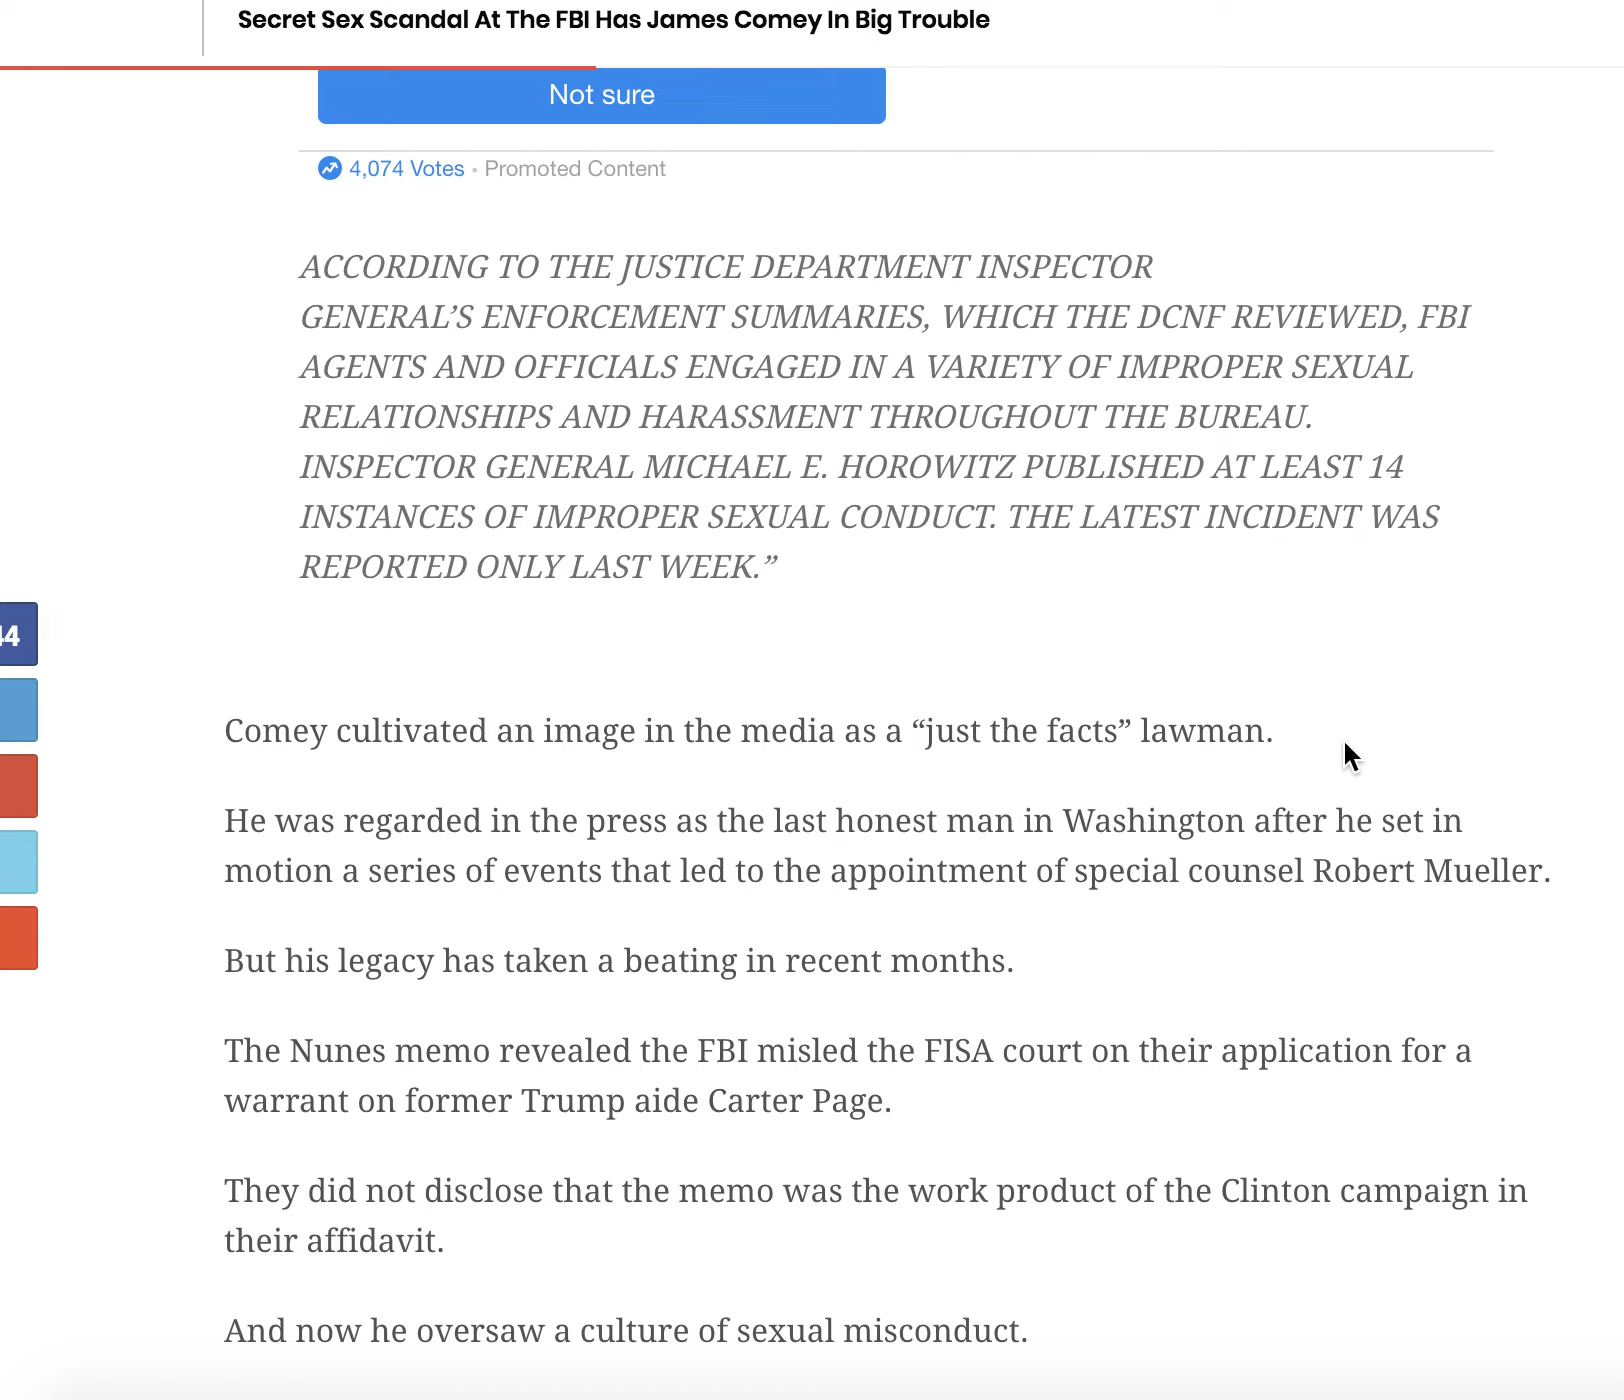 Secret Sex Scandal At The FBI Has James Comey In Big Trouble
Not sure
4,074 Votes • Promoted Content
ACCORDING TO THE JUSTICE DEPARTMENT INSPECTOR
GENERAL’S ENFORCEMENT SUMMARIES, WHICH THE DCNF REVIEWED, FBI
AGENTS AND OFFICIALS ENGAGED IN A VARIETY OF IMPROPER SEXUAL
RELATIONSHIPS AND HARASSMENT THROUGHOUT THE BUREAU.
INSPECTOR GENERAL MICHAEL E. HOROWITZ PUBLISHED AT LEAST 14
INSTANCES OF IMPROPER SEXUAL CONDUCT. THE LATEST INCIDENT WAS
REPORTED ONLY LAST WEEK.”
44
Comey cultivated an image in the media as a “just the facts” lawman.
He was regarded in the press as the last honest man in Washington after he set in
motion a series of events that led to the appointment of special counsel Robert Mueller.
But his legacy has taken a beating in recent months.
The Nunes memo revealed the FBI misled the FISA court on their application for a
warrant on former Trump aide Carter Page.
They did not disclose that the memo was the work product of the Clinton campaign in
their affidavit.
And now he oversaw a culture of sexual misconduct.